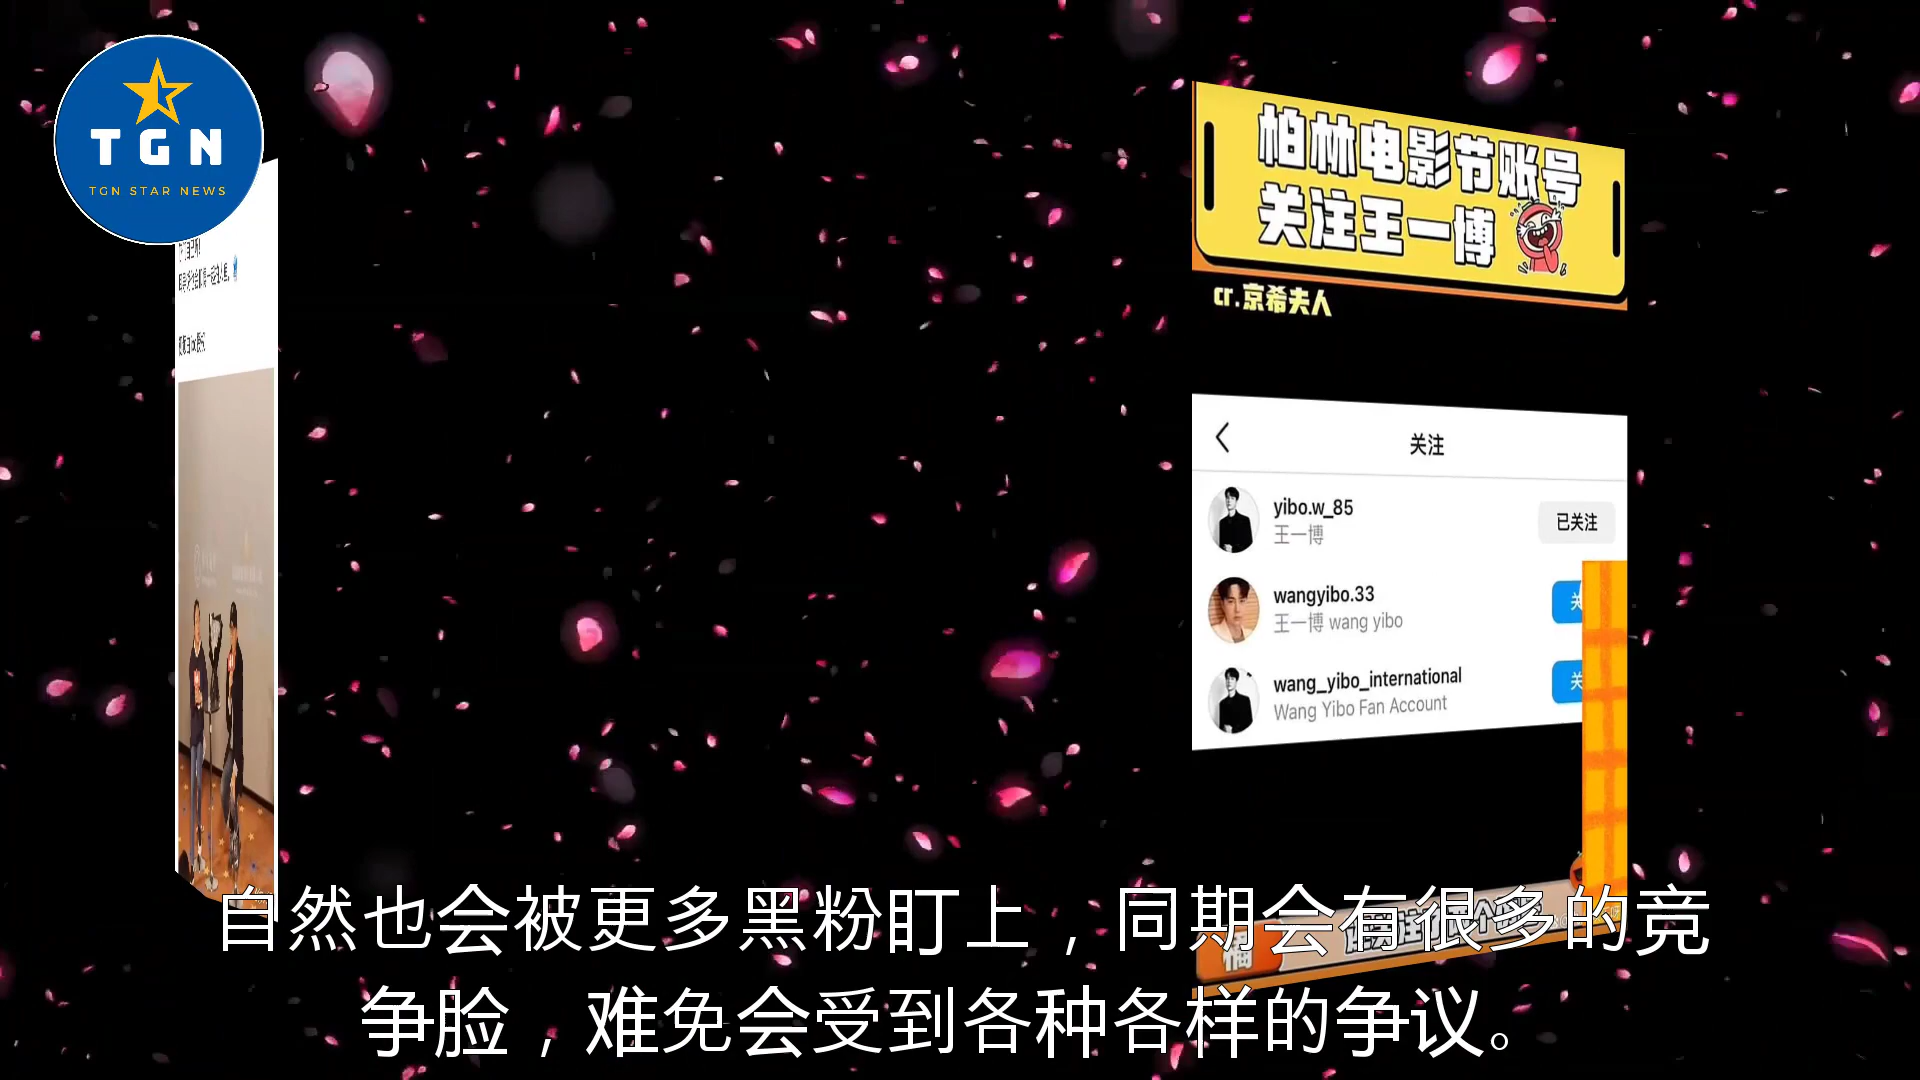 TGN
TGN STAR NEWS
柏林电影节账号
关注王一博
cr.京希夫人
关注
yibo.w_85
王一博
已关注
wangyibo.33
王一博 wang yibo
关
wang_yibo_international
Wang Yibo Fan Account
关
橘
自然也会被更多黑粉盯上，同期会有很多的竞
争脸，难免会受到各种各样的争议。